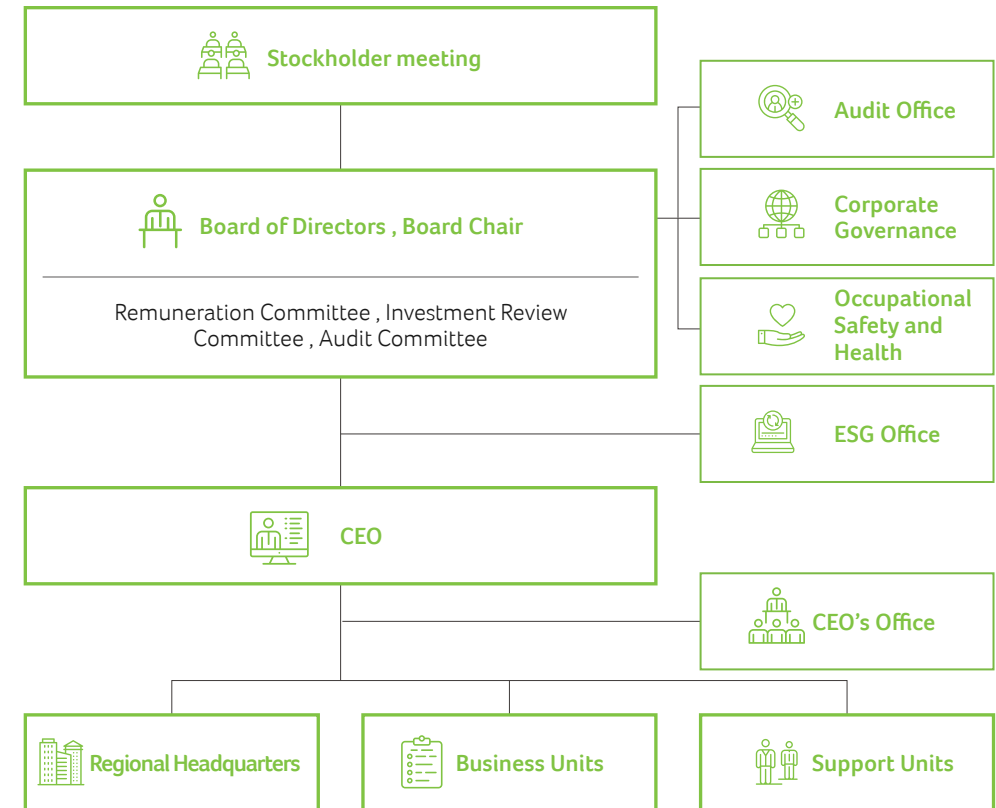 Stockholder meeting
Audit Office
Board of Directors , Board Chair
Corporate
Governance
Remuneration Committee , Investment Review
Committee , Audit Committee
Occupational
Safety and
Health
ESG Office
CEO
CEO’s Office
Regional Headquarters
Business Units
Support Units